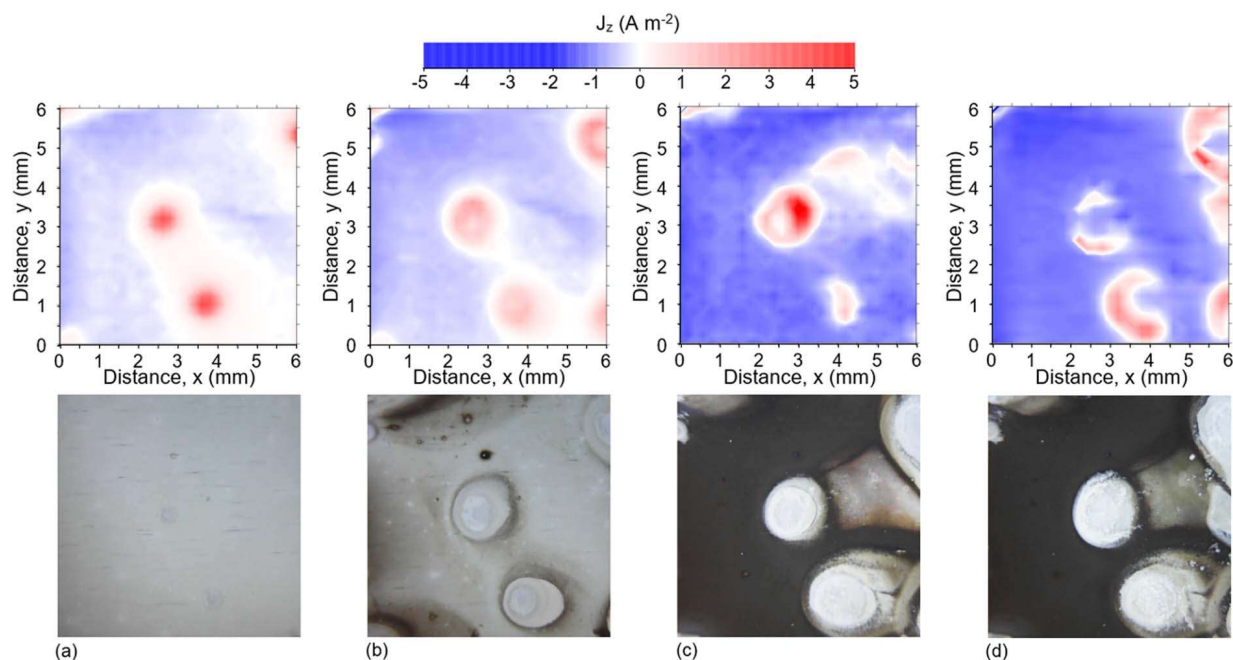 J_z (A m^-2)
-5 -4 -3 -2 -1 0 1 2 3 4 5
6 6 6 6
5 5 5 5
4 4 4 4
3 3 3 3
2 2 2 2
1 1 1 1
0 0 0 0
Distance, y (mm) Distance, y (mm) Distance, y (mm) Distance, y (mm)
0 1 2 3 4 5 6 0 1 2 3 4 5 6 0 1 2 3 4 5 6 0 1 2 3 4 5 6
Distance, x (mm) Distance, x (mm) Distance, x (mm) Distance, x (mm)
(a) (b) (c) (d)